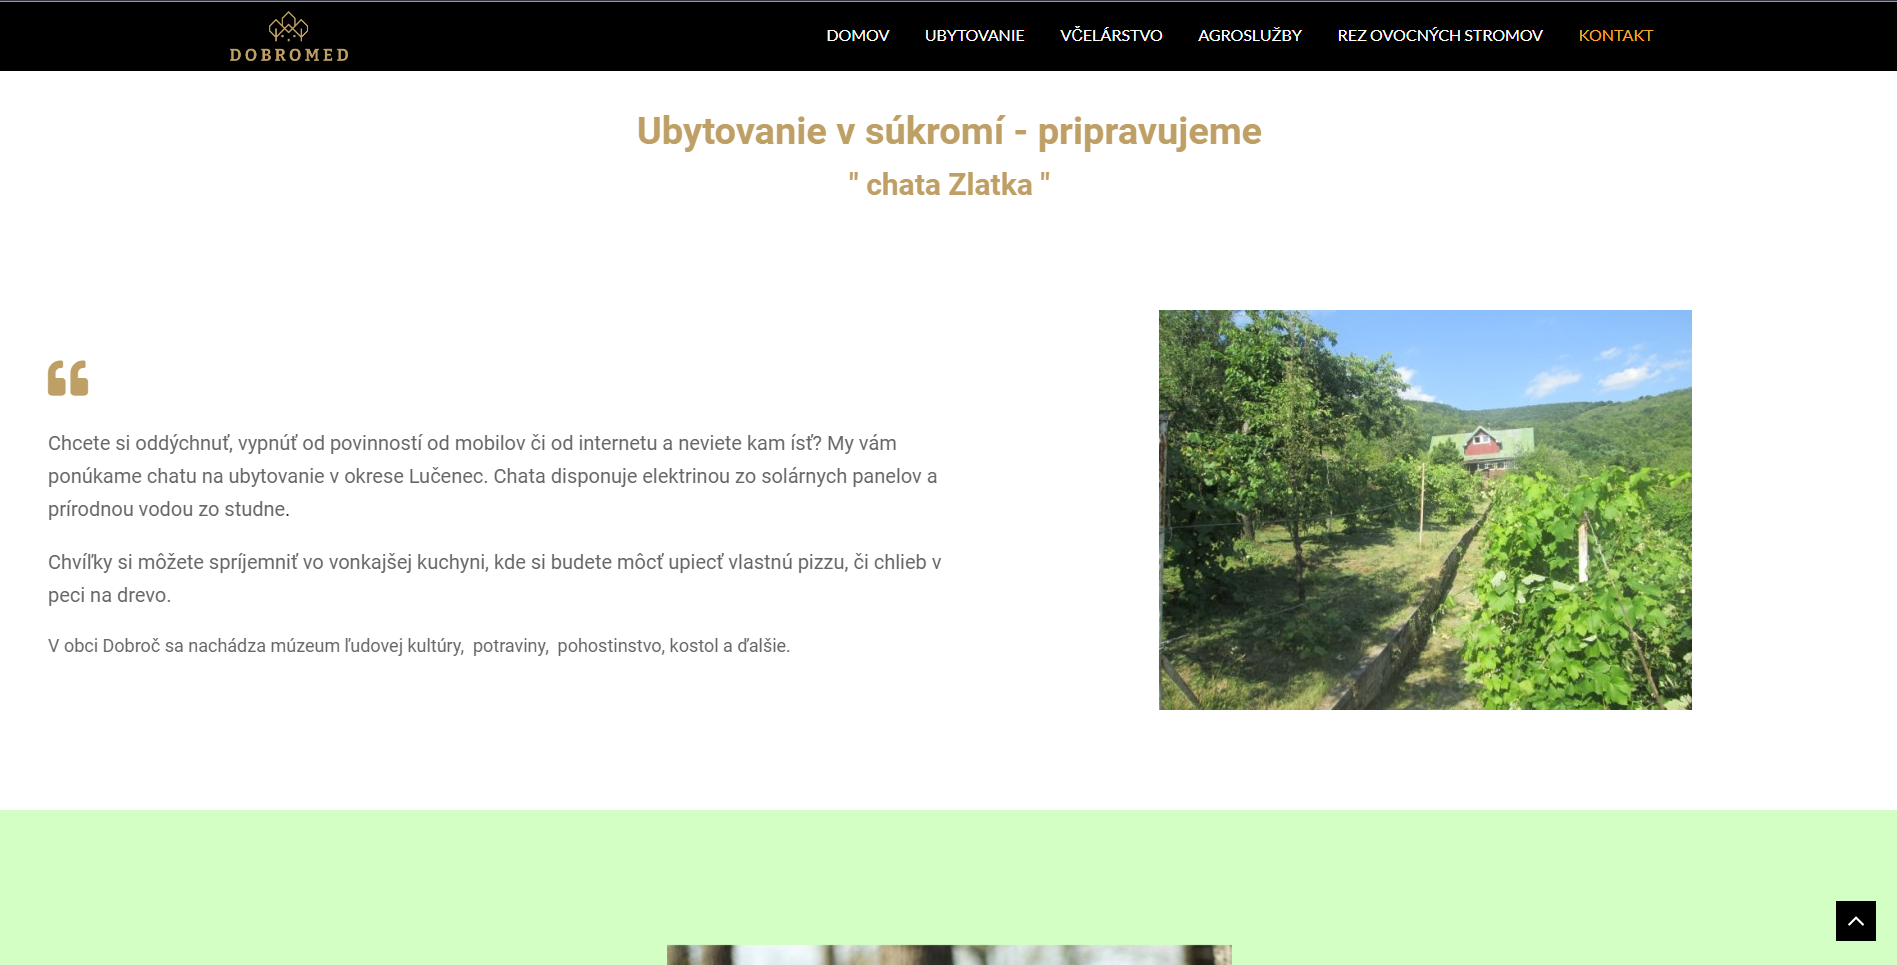 DOBROMED
DOMOV UBYTOVANIE VČELÁRSTVO AGROSLUŽBY REZ OVOCNÝCH STROMOV KONTAKT
Ubytovanie v súkromí - pripravujeme
" chata Zlatka "
Chcete si oddýchnuť, vypnúť od povinností od mobilov či od internetu a neviete kam ísť? My vám
ponúkame chatu na ubytovanie v okrese Lučenec. Chata disponuje elektrinou zo solárnych panelov a
prírodnou vodou zo studne.
Chvíľky si môžete spríjemniť vo vonkajšej kuchyni, kde si budete môcť upiecť vlastnú pizzu, či chlieb v
peci na drevo.
V obci Dobroč sa nachádza múzeum ľudovej kultúry,  potraviny,  pohostinstvo, kostol a ďalšie.